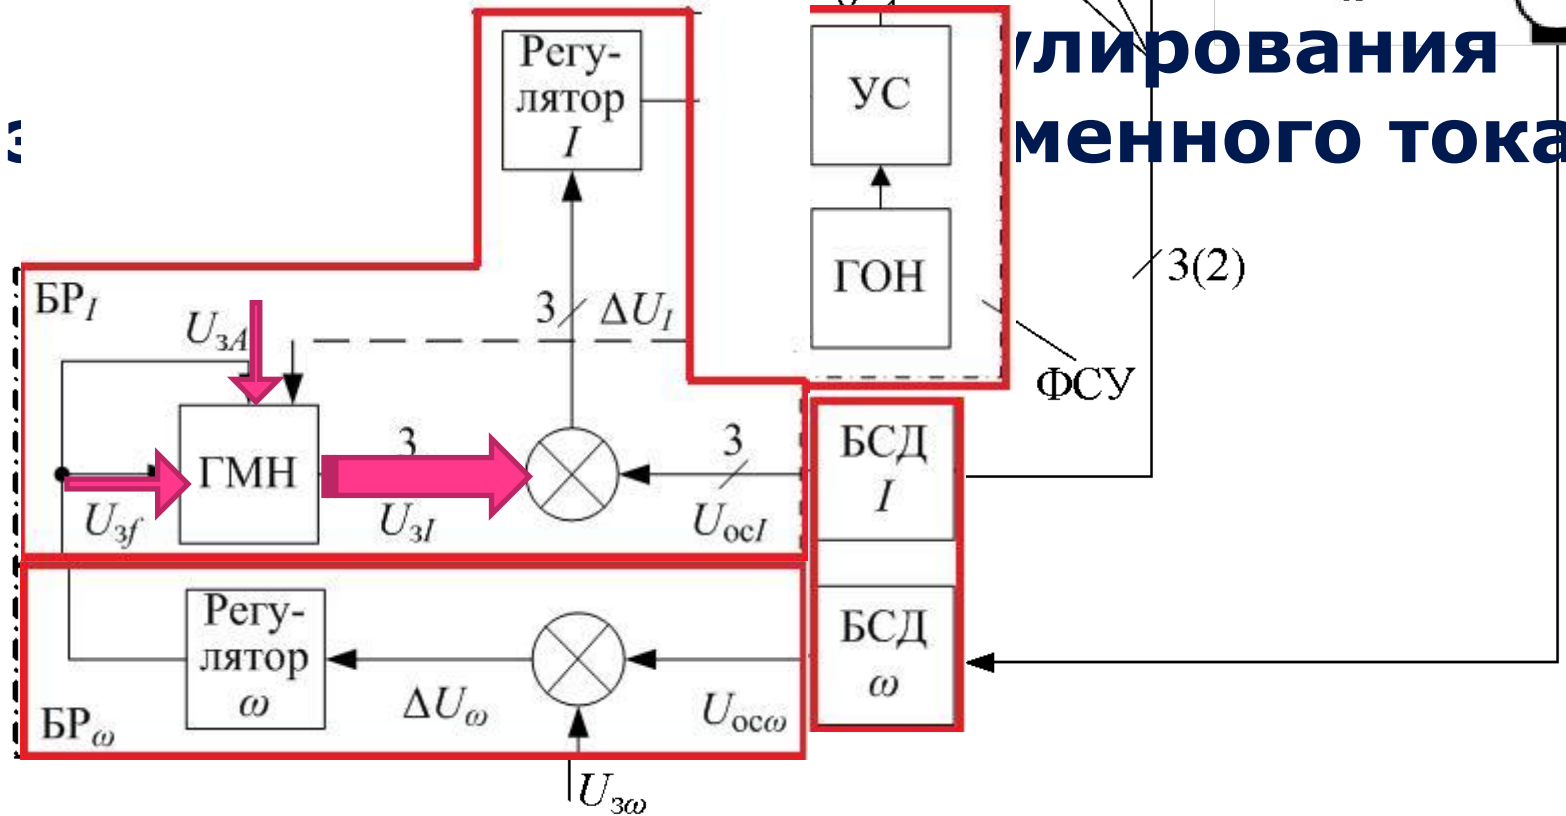 улирования
менного тока
Регу-
лятор
I
УС
ГОН
3(2)
ФСУ
БР_I
U_зА
3
ΔU_I
ГМН
3
3
U_зf
U_зI
U_осI
БСД
I
Регу-
лятор
ω
ΔU_ω
U_осω
БСД
ω
БР_ω
U_зω